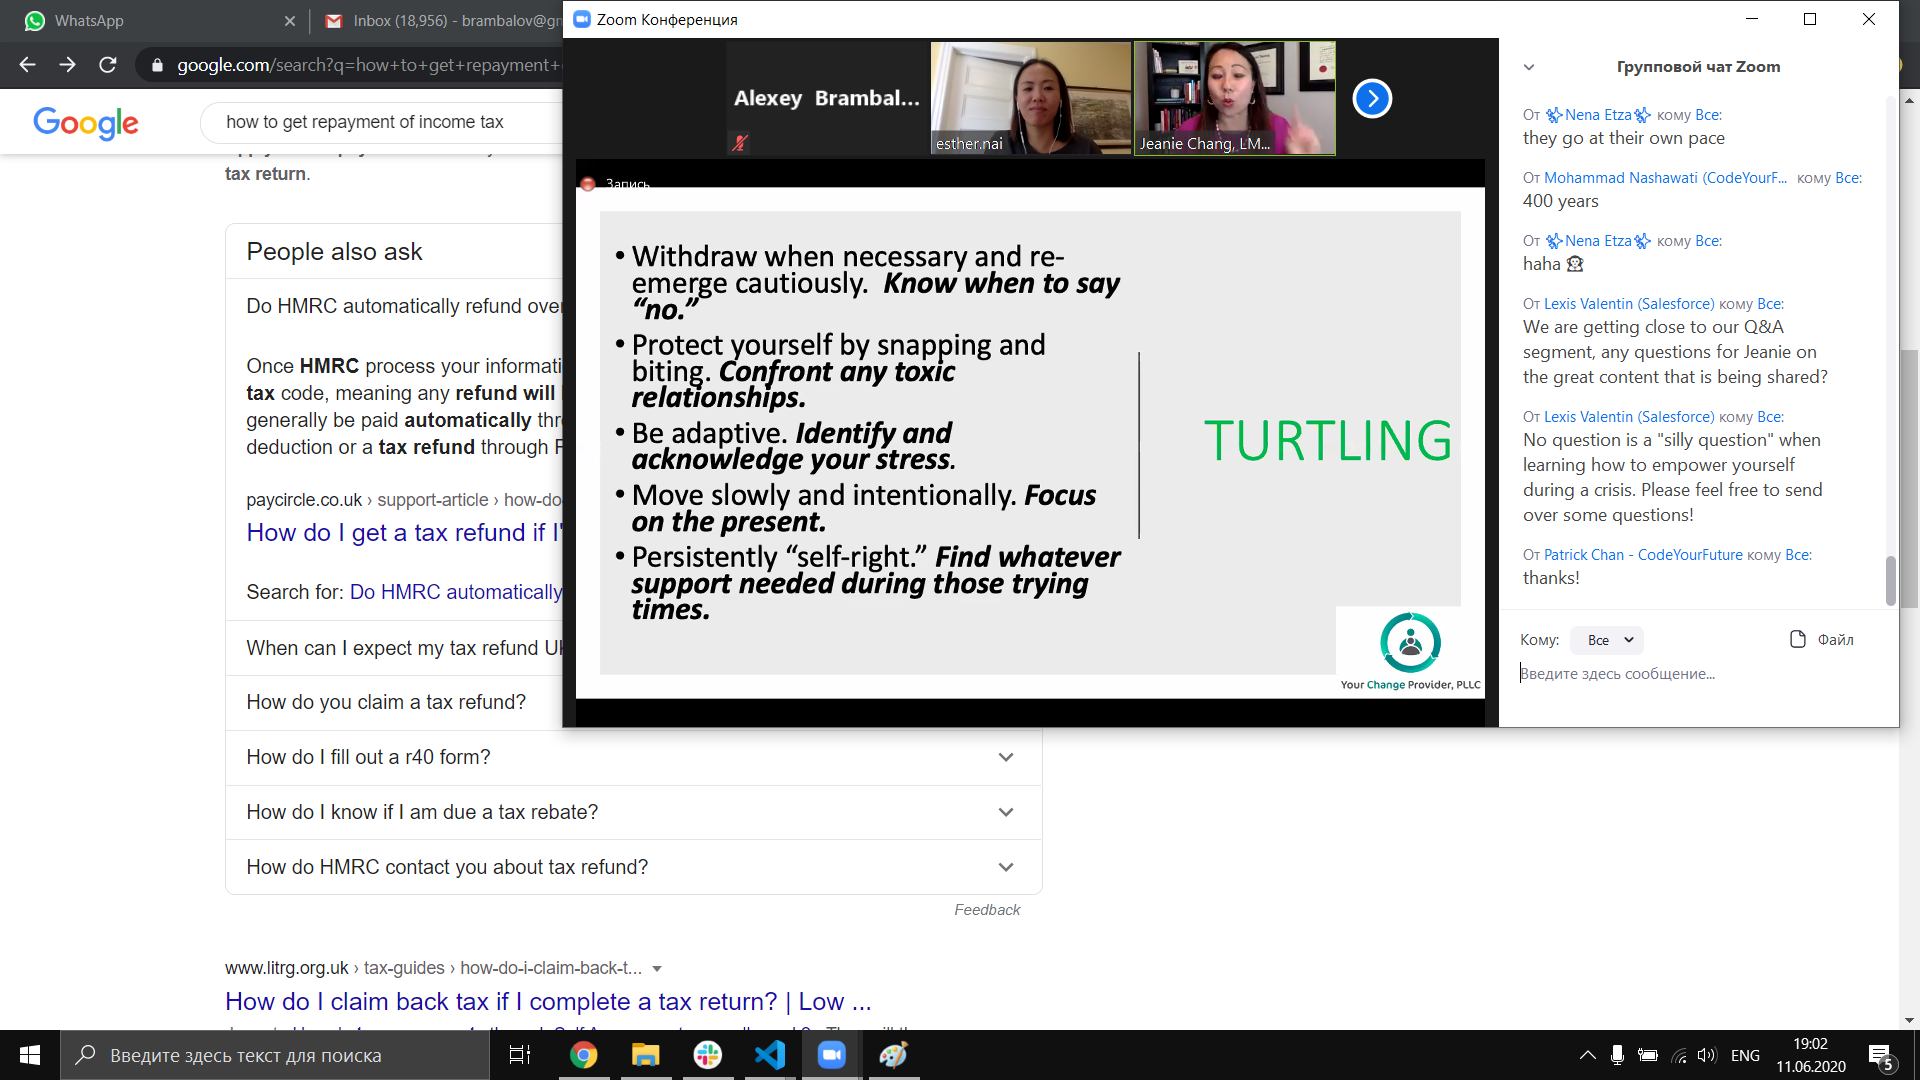 WhatsApp
Inbox (18,956) - brambalov@gm
google.com/search?q=how+to+get+repayment+
Google
how to get repayment of income tax
tax return.
People also ask
Do HMRC automatically refund over
Once HMRC process your informati
tax code, meaning any refund will
generally be paid automatically thr
deduction or a tax refund through
paycircle.co.uk › support-article › how-do
How do I get a tax refund if I'
Search for: Do HMRC automatically
When can I expect my tax refund UK
How do you claim a tax refund?
How do I fill out a r40 form?
How do I know if I am due a tax rebate?
How do HMRC contact you about tax refund?
Feedback
www.litrg.org.uk › tax-guides › how-do-i-claim-back-t...
How do I claim back tax if I complete a tax return? | Low ...
Zoom Конференция
Alexey Brambal...
esther.nai
Jeanie Chang, LM...
Запись
• Withdraw when necessary and re-
emerge cautiously. Know when to say
“no.”
• Protect yourself by snapping and
biting. Confront any toxic
relationships.
• Be adaptive. Identify and
acknowledge your stress.
• Move slowly and intentionally. Focus
on the present.
• Persistently “self-right.” Find whatever
support needed during those trying
times.
TURTLING
Your Change Provider, PLLC
Групповой чат Zoom
От Nena Etza кому Все:
they go at their own pace
От Mohammad Nashawati (CodeYourF... кому Все:
400 years
От Nena Etza кому Все:
haha
От Lexis Valentin (Salesforce) кому Все:
We are getting close to our Q&A
segment, any questions for Jeanie on
the great content that is being shared?
От Lexis Valentin (Salesforce) кому Все:
No question is a "silly question" when
learning how to empower yourself
during a crisis. Please feel free to send
over some questions!
От Patrick Chan - CodeYourFuture кому Все:
thanks!
Кому: Все
Файл
Введите здесь сообщение...
Введите здесь текст для поиска
ENG
19:02
11.06.2020
5